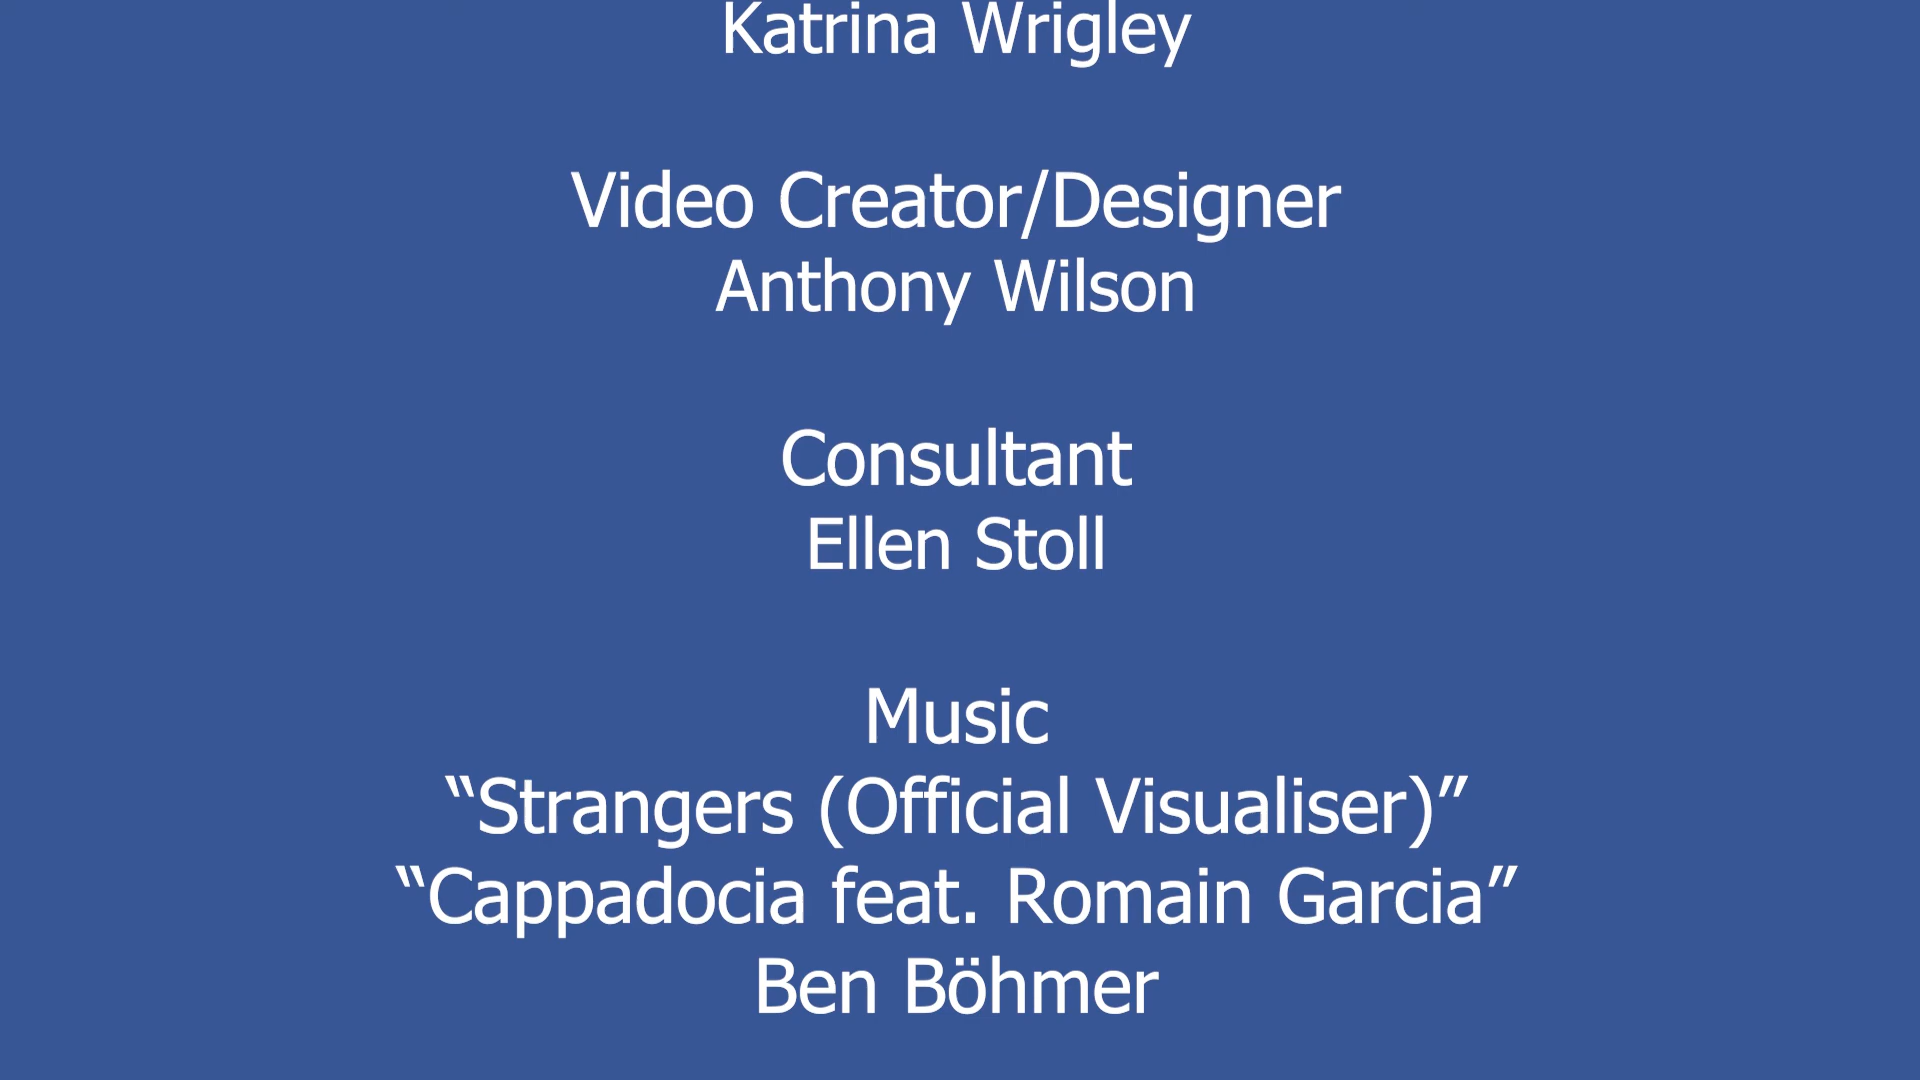 Katrina Wrigley
Video Creator/Designer
Anthony Wilson
Consultant
Ellen Stoll
Music
“Strangers (Official Visualiser)”
“Cappadocia feat. Romain Garcia”
Ben Böhmer